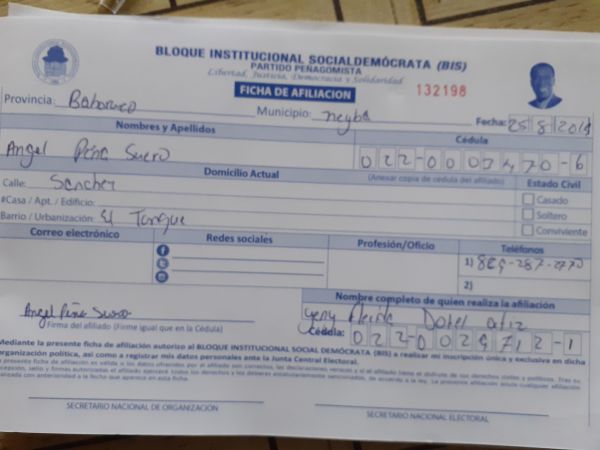 BLOQUE INSTITUCIONAL SOCIALDEMÓCRATA (BIS)
PARTIDO PEÑAGOMISTA
Libertad, Justicia, Democracia y Solidaridad
FICHA DE AFILIACION
132198
Provincia: Bahoruco
Municipio: neyba
Fecha: 25 8 2019
Nombres y Apellidos
Cédula
Angel Peña Suero
022-0007470-6
Domicilio Actual
(Anexar copia de cédula del afiliado)
Estado Civil
Calle: Sanchez
Casado
#Casa / Apt. / Edificio:
Soltero
Barrio / Urbanización: El Tanque
Conviviente
Correo electrónico
Redes sociales
Profesión/Oficio
Teléfonos
1) 829-287-2770
2)
Nombre completo de quien realiza la afiliación
Angel Peña Suero
Dotel
Firma del afiliado (Firme igual que en la Cédula)
Cédula: 022-0029712-1
Mediante la presente ficha de afiliación autorizo al BLOQUE INSTITUCIONAL SOCIAL DEMÓCRATA (BIS) a realizar mi inscripción única y exclusiva en dicha
organización política, así como a registrar mis datos personales ante la Junta Central Electoral.
SECRETARIO NACIONAL DE ORGANIZACIÓN
SECRETARIO NACIONAL ELECTORAL